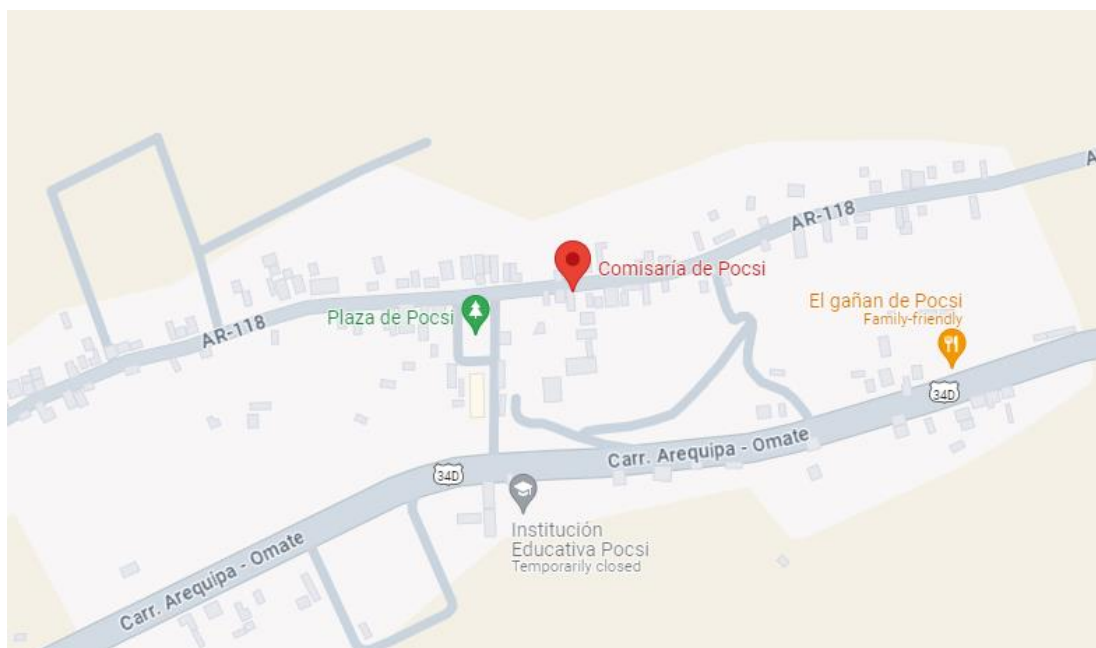 A
AR-118
Comisaría de Pocsi
El gañan de Pocsi
Family-friendly
Plaza de Pocsi
AR-118
34D
Carr. Arequipa - Omate
34D
Institución
Educativa Pocsi
Temporarily closed
Carr. Arequipa - Omate